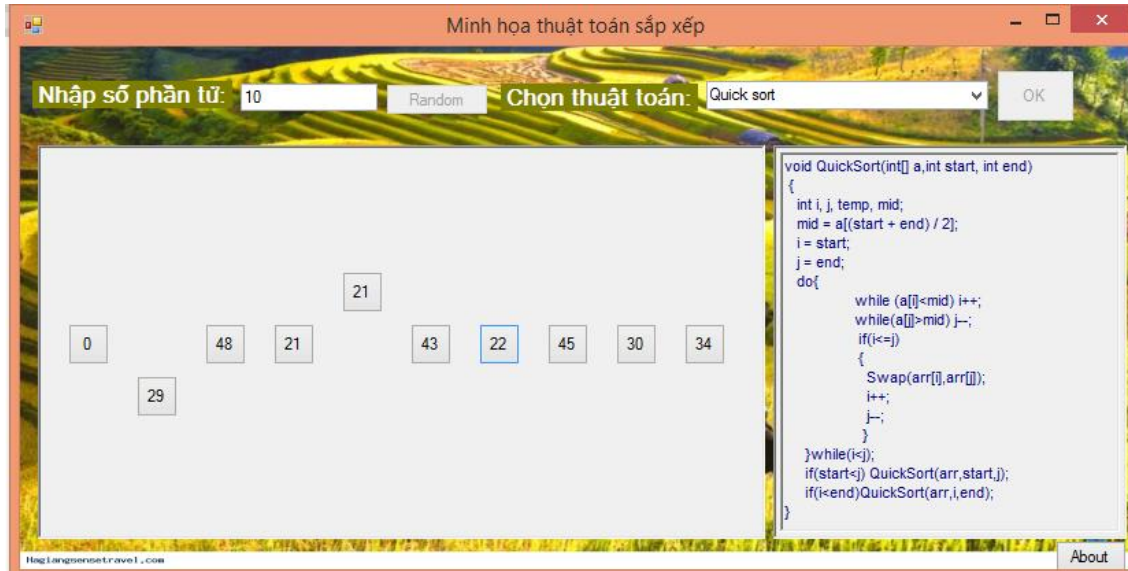 Minh họa thuật toán sắp xếp
Nhập số phần tử: 10 Random Chọn thuật toán: Quick sort OK
21
0 48 21 43 22 45 30 34
29
void QuickSort(int[] a,int start, int end)
{
int i, j, temp, mid;
mid = a[(start + end) / 2];
i = start;
j = end;
do{
while (a[i]<mid) i++;
while(a[j]>mid) j--;
if(i<=j)
{
Swap(arr[i],arr[j]);
i++;
j--;
}
}while(i<j);
if(start<j) QuickSort(arr,start,j);
if(i<end)QuickSort(arr,i,end);
}
Hagiangsensetravel.com
About